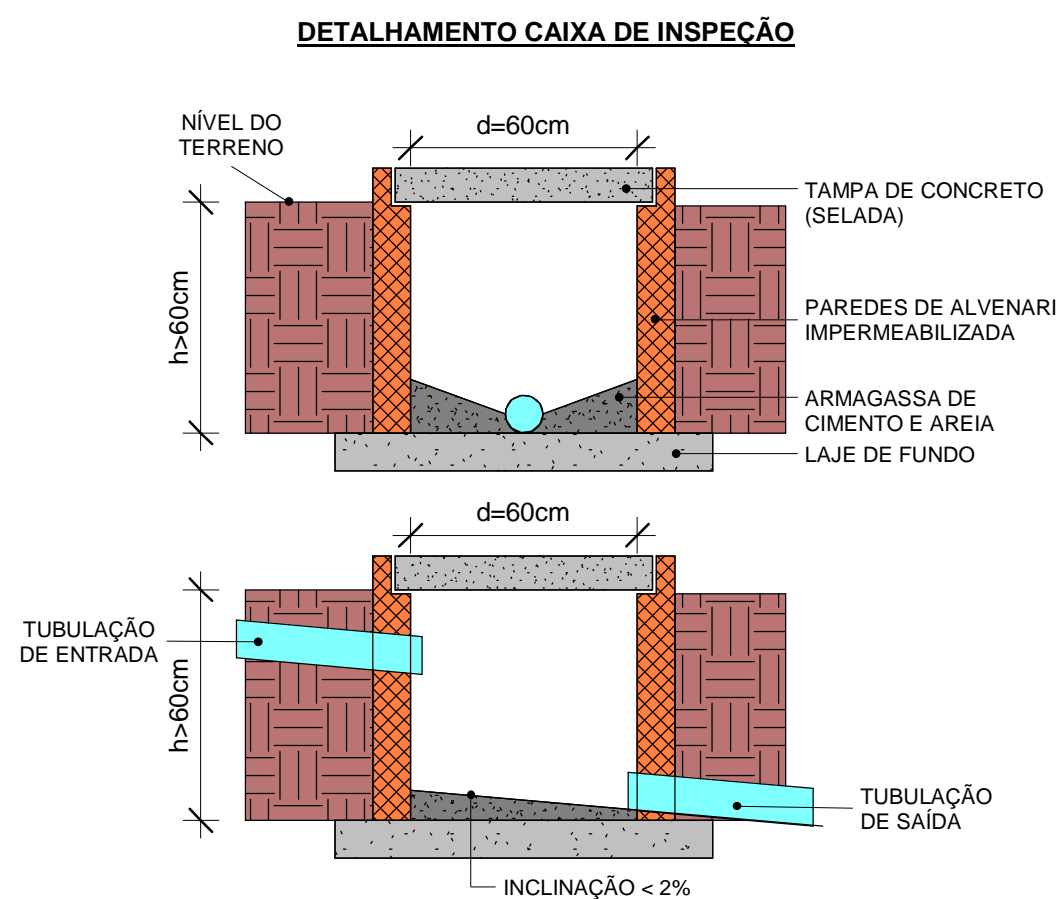 DETALHAMENTO CAIXA DE INSPEÇÃO
NÍVEL DO
TERRENO
d=60cm
TAMPA DE CONCRETO
(SELADA)
h>60cm
PAREDES DE ALVENARI
IMPERMEABILIZADA
ARMAGASSA DE
CIMENTO E AREIA
LAJE DE FUNDO
d=60cm
TUBULAÇÃO
DE ENTRADA
h>60cm
TUBULAÇÃO
DE SAÍDA
INCLINAÇÃO < 2%